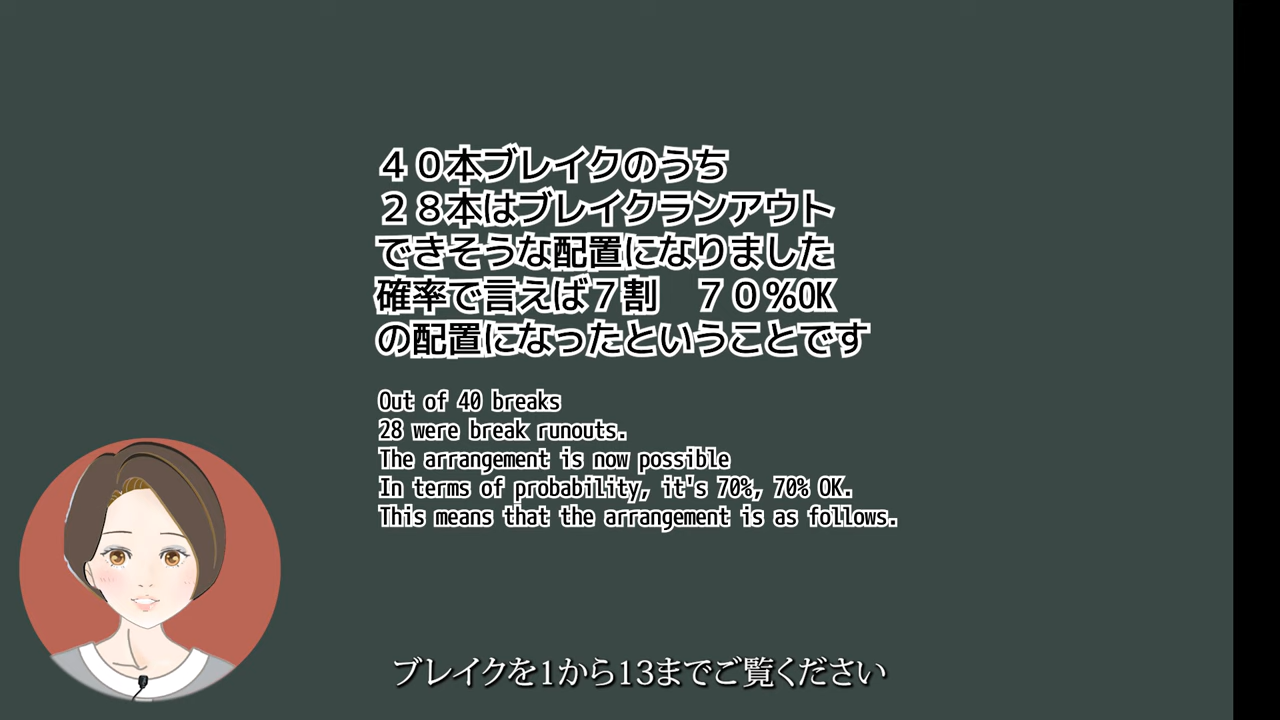 ４０本ブレイクのうち
２８本はブレイクランアウト
できそうな配置になりました
確率で言えば７割　７０％OK
の配置になったということです
Out of 40 breaks
28 were break runouts.
The arrangement is now possible
In terms of probability, it's 70%, 70% OK.
This means that the arrangement is as follows.
ブレイクを1から13までご覧ください